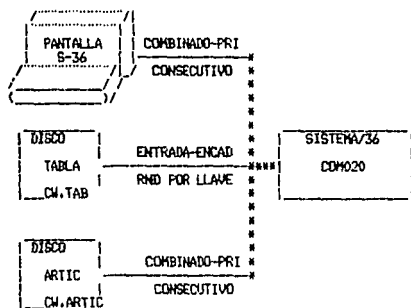 PANTALLA
S-36
COMBINADO-PRI
CONSECUTIVO
DISCO
TABLA
CW.TAB
ENTRADA-ENCAD
RND POR LLAVE
SISTEMA/36
COMO20
DISCO
ARTIC
CW.ARTIC
COMBINADO-PRI
CONSECUTIVO